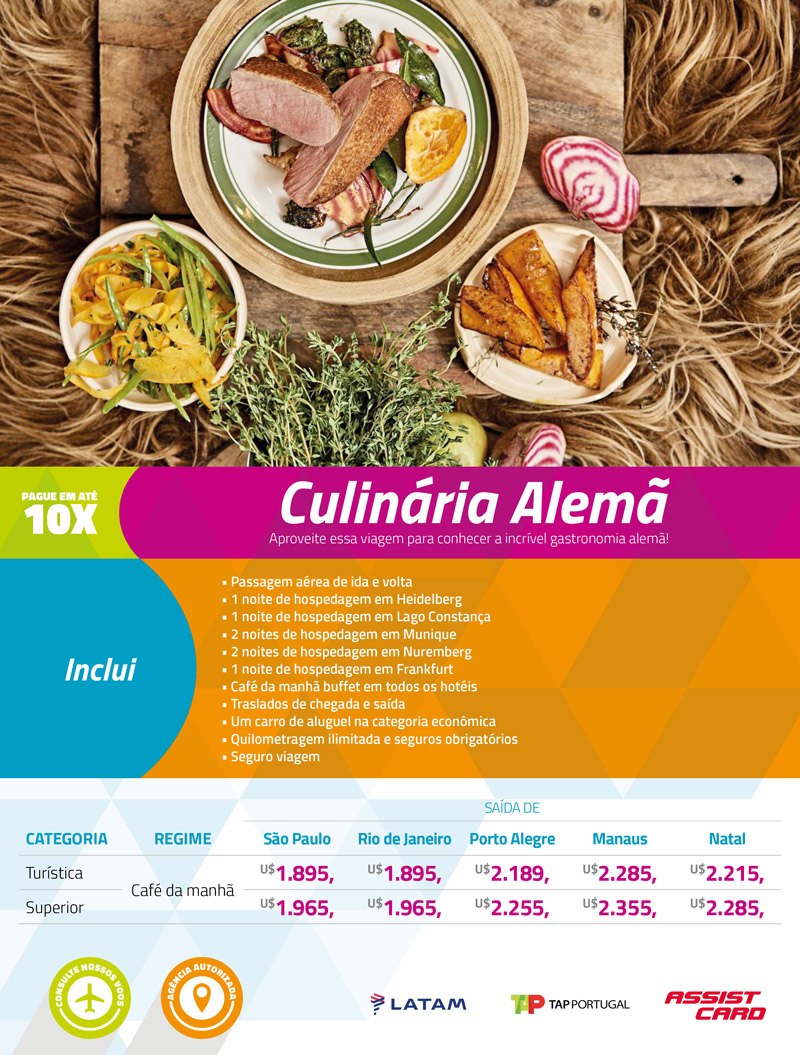 PAGUE EM ATÉ
10X
Culinária Alemã
Aproveite essa viagem para conhecer a incrível gastronomia alemã!
Inclui
• Passagem aérea de ida e volta
• 1 noite de hospedagem em Heidelberg
• 1 noite de hospedagem em Lago Constança
• 2 noites de hospedagem em Munique
• 2 noites de hospedagem em Nuremberg
• 1 noite de hospedagem em Frankfurt
• Café da manhã buffet em todos os hotéis
• Traslados de chegada e saída
• Um carro de aluguel na categoria econômica
• Quilometragem ilimitada e seguros obrigatórios
• Seguro viagem
SAÍDA DE
CATEGORIA REGIME São Paulo Rio de Janeiro Porto Alegre Manaus Natal
Turística U$1.895, U$1.895, U$2.189, U$2.285, U$2.215,
Café da manhã
Superior U$1.965, U$1.965, U$2.255, U$2.355, U$2.285,
CONSULTE NOSSOS VOOS
AGÊNCIA AUTORIZADA
LATAM
TAP TAP PORTUGAL
ASSIST CARD